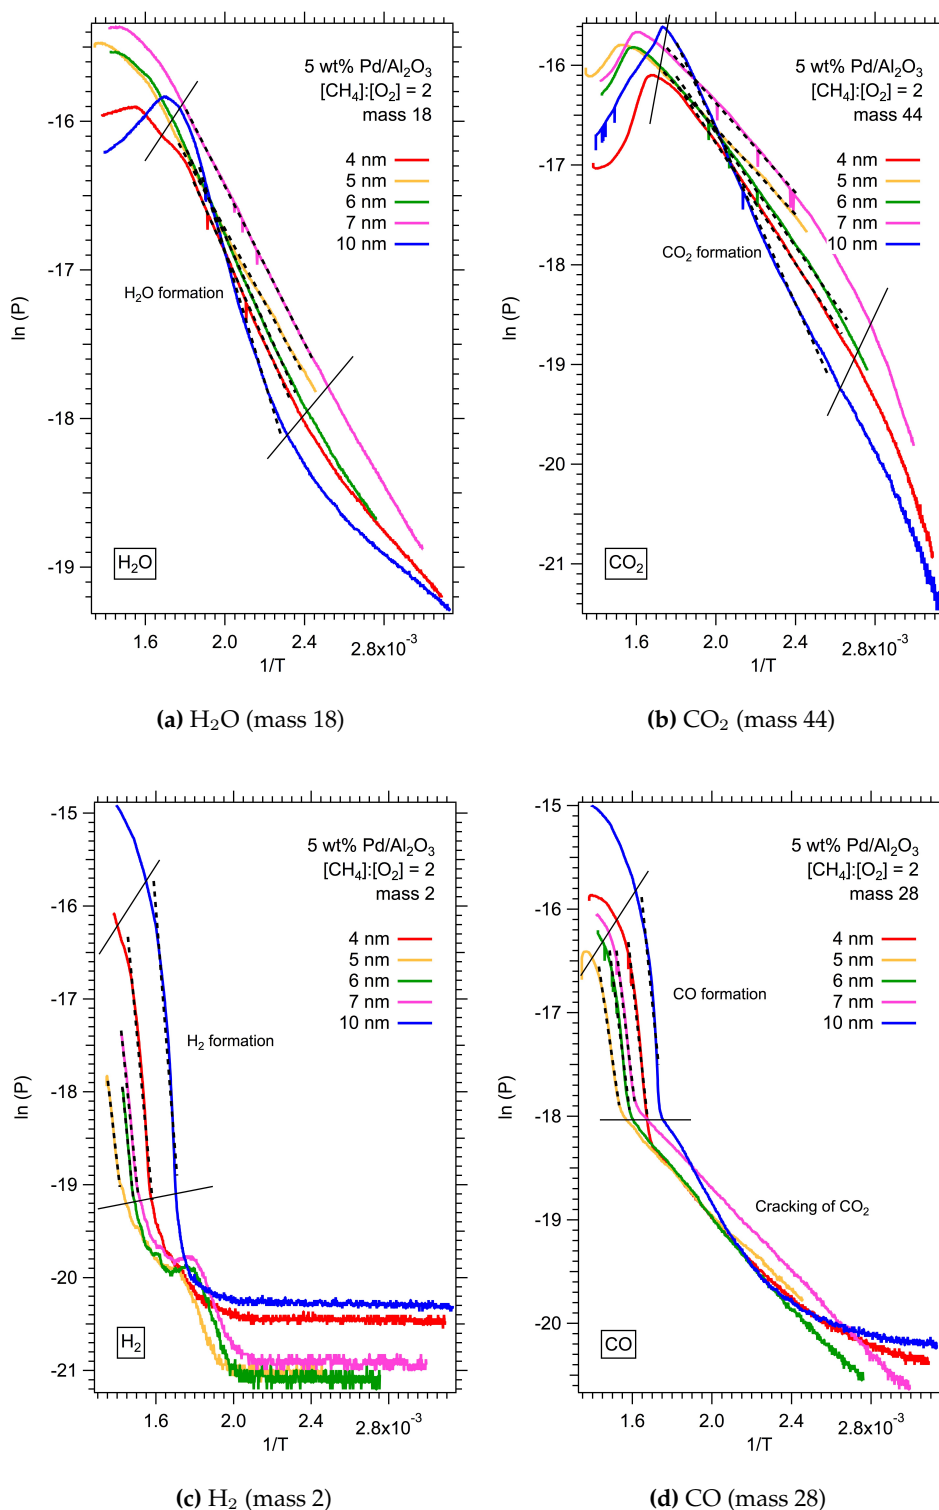 5 wt% Pd/Al₂O₃
[CH₄]:[O₂] = 2
mass 18
4 nm
5 nm
6 nm
7 nm
10 nm
H₂O formation
H₂O
ln (P)
-16
-17
-18
-19
1.6
2.0
2.4
2.8x10⁻³
1/T
(a) H₂O (mass 18)
5 wt% Pd/Al₂O₃
[CH₄]:[O₂] = 2
mass 44
4 nm
5 nm
6 nm
7 nm
10 nm
CO₂ formation
CO₂
ln (P)
-16
-17
-18
-19
-20
-21
1.6
2.0
2.4
2.8x10⁻³
1/T
(b) CO₂ (mass 44)
5 wt% Pd/Al₂O₃
[CH₄]:[O₂] = 2
mass 2
4 nm
5 nm
6 nm
7 nm
10 nm
H₂ formation
H₂
ln (P)
-15
-16
-17
-18
-19
-20
-21
1.6
2.0
2.4
2.8x10⁻³
1/T
(c) H₂ (mass 2)
5 wt% Pd/Al₂O₃
[CH₄]:[O₂] = 2
mass 28
4 nm
5 nm
6 nm
7 nm
10 nm
CO formation
Cracking of CO₂
CO
ln (P)
-15
-16
-17
-18
-19
-20
1.6
2.0
2.4
2.8x10⁻³
1/T
(d) CO (mass 28)